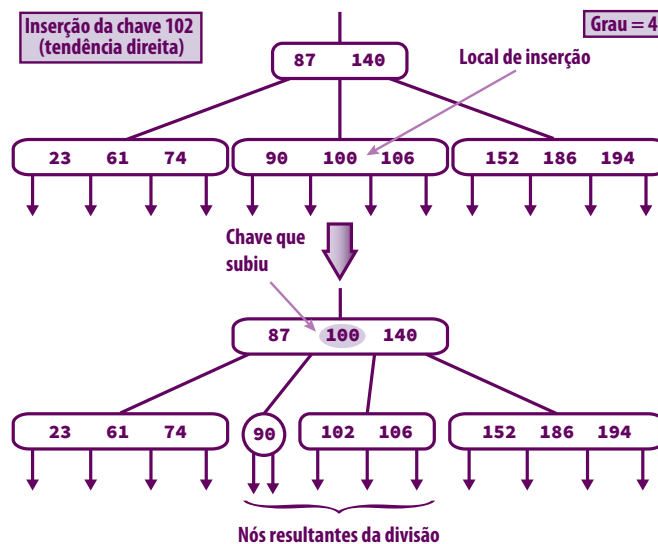 Inserção da chave 102
(tendência direita)
Grau = 4
87 140
Local de inserção
23 61 74
90 100 106
152 186 194
Chave que
subiu
87 100 140
23 61 74
90
102 106
152 186 194
Nós resultantes da divisão